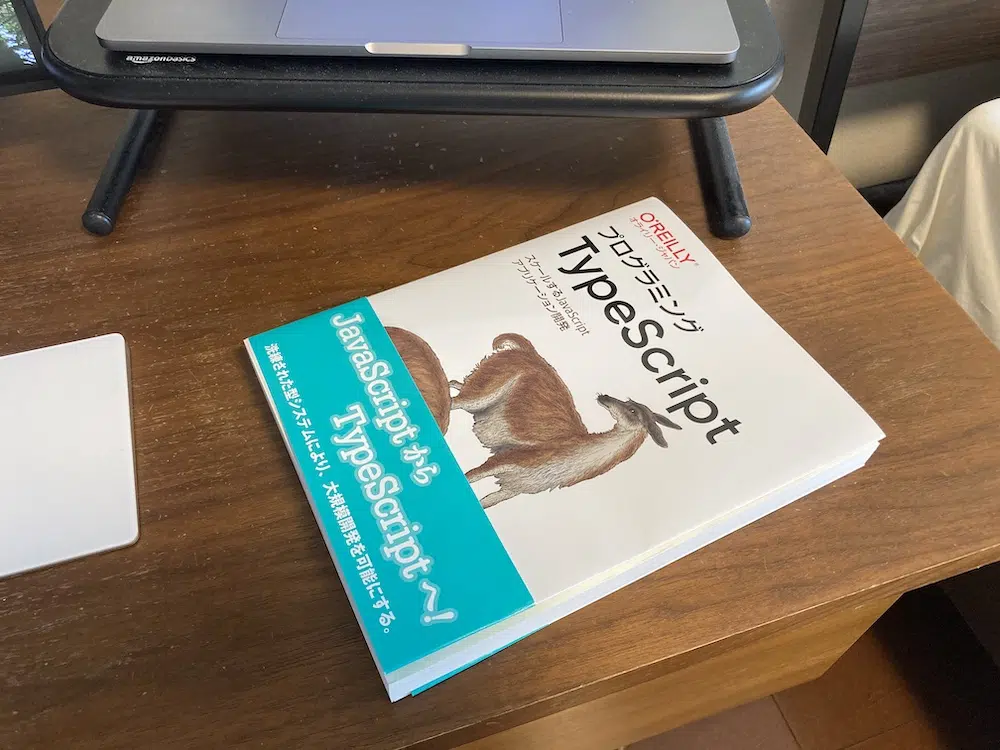 amazonbasics
O'REILLY®
オライリー・ジャパン
プログラミング
TypeScript
スケールするJavaScript
アプリケーション開発
JavaScriptから
TypeScriptへ!
洗練された型システムにより、大規模開発を可能にする。